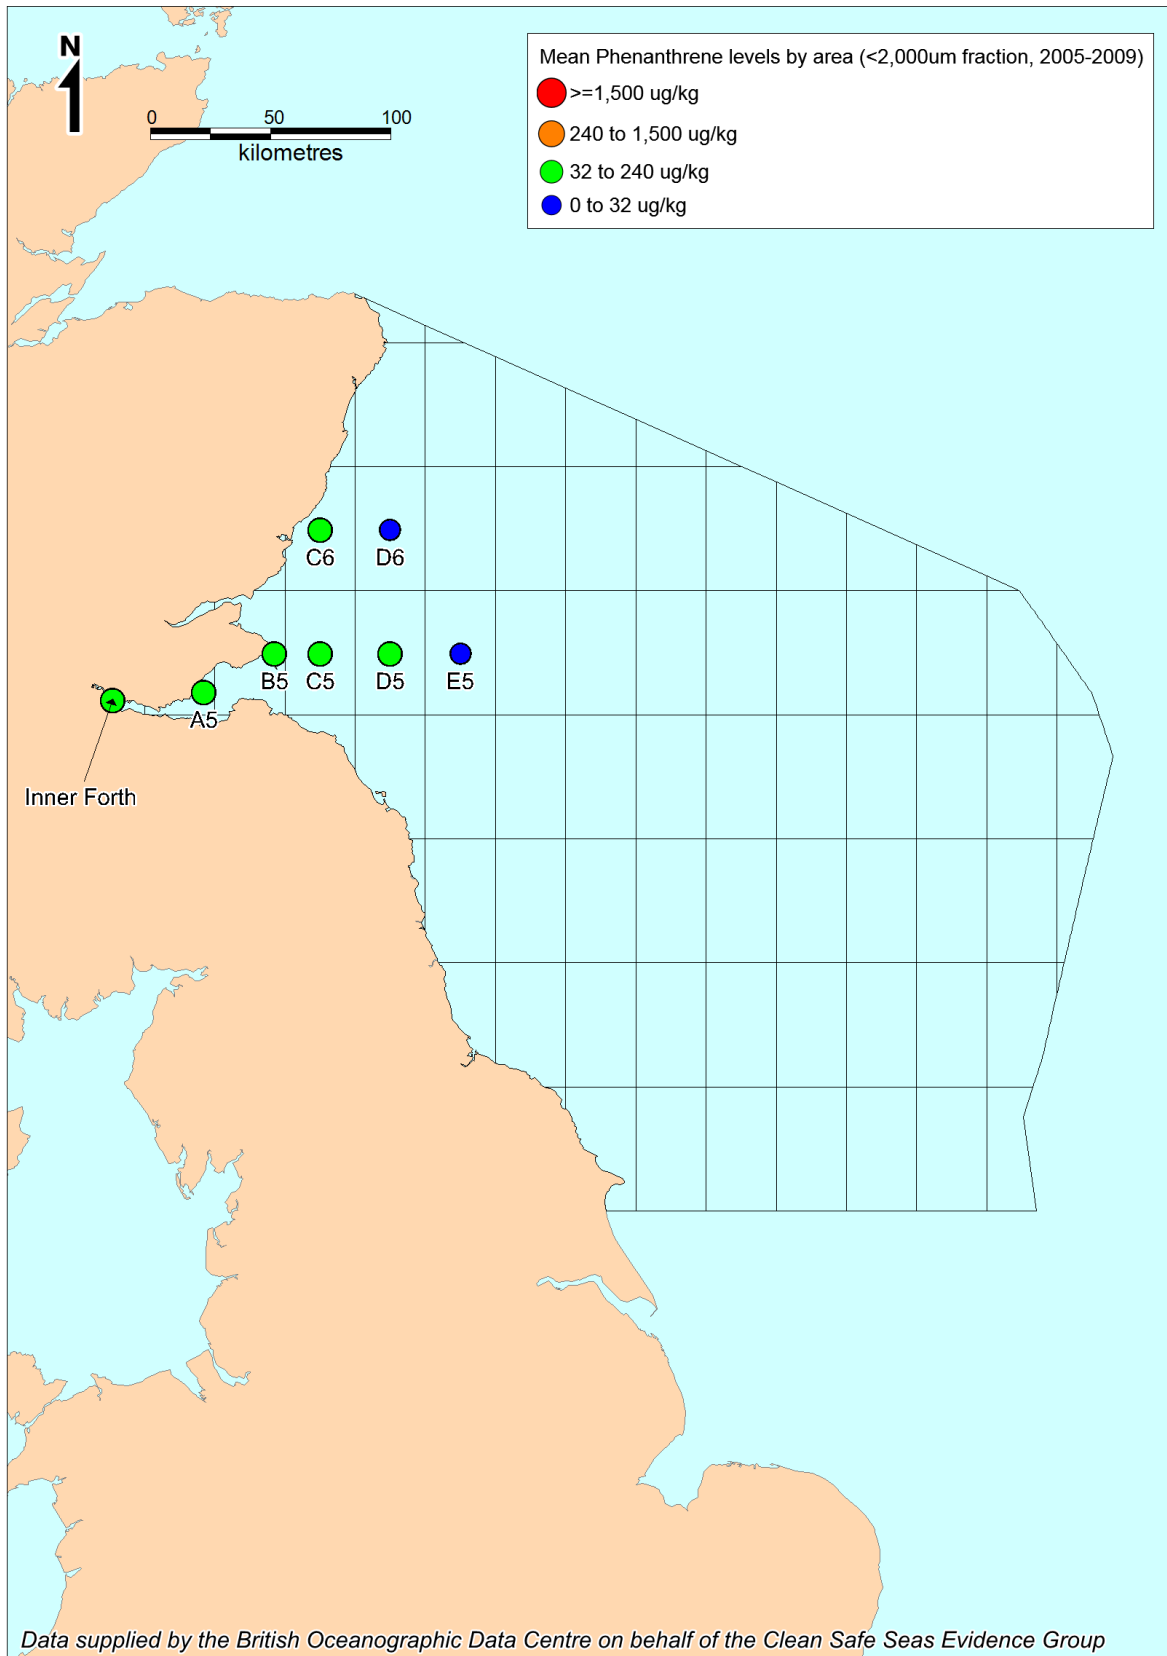 N
0 50 100
kilometres
Mean Phenanthrene levels by area (<2,000um fraction, 2005-2009)
>=1,500 ug/kg
240 to 1,500 ug/kg
32 to 240 ug/kg
0 to 32 ug/kg
C6 D6
B5 C5 D5 E5
A5
Inner Forth
Data supplied by the British Oceanographic Data Centre on behalf of the Clean Safe Seas Evidence Group